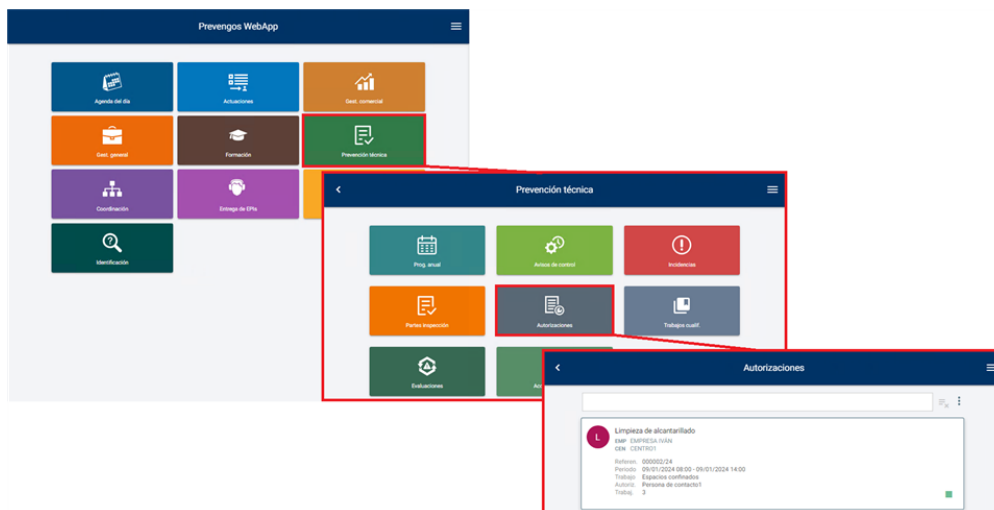 Prevengos WebApp
Agenda del día
Actuaciones
Gest. comercial
Gest. general
Formación
Prevención técnica
Coordinación
Entrega de EPIs
Identificación
Prevención técnica
Prog. anual
Avisos de control
Incidencias
Partes inspección
Autorizaciones
Trabajos cualif.
Evaluaciones
Autorizaciones
L
Limpieza de alcantarillado
EMP EMPRESA IVÁN
CEN CENTRO1
Referen. 000002/24
Periodo 09/01/2024 08:00 - 09/01/2024 14:00
Trabajo Espacios confinados
Autoriz. Persona de contacto1
Trabaj. 3